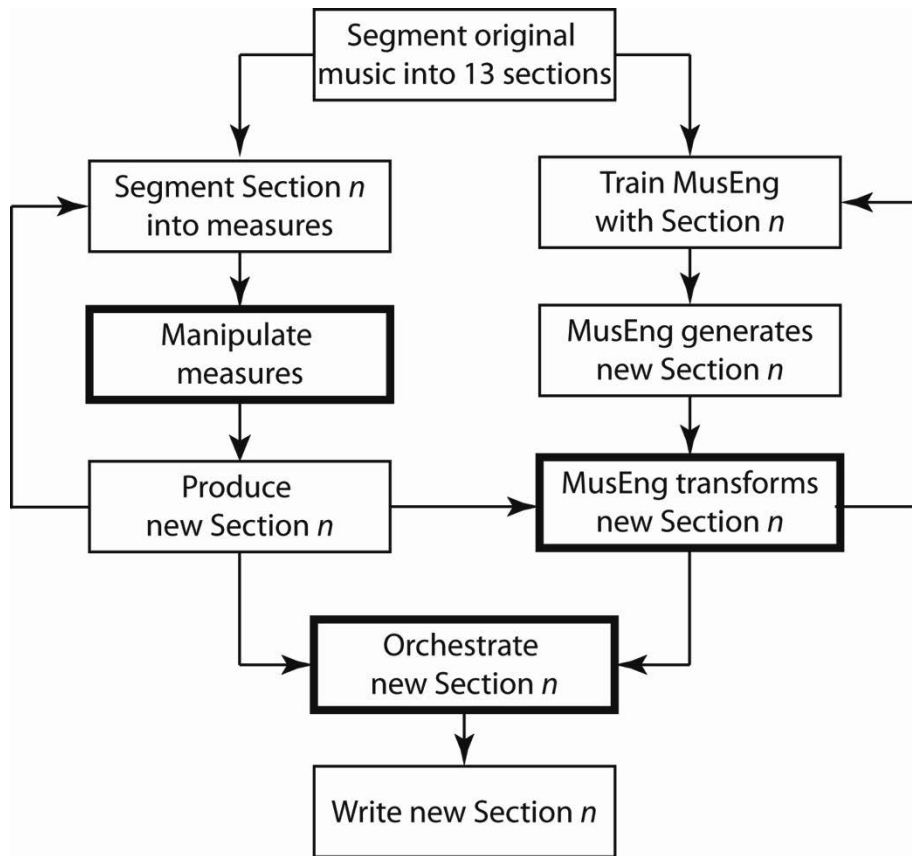 Segment original
music into 13 sections
Segment Section n
into measures
Train MusEng
with Section n
Manipulate
measures
MusEng generates
new Section n
Produce
new Section n
MusEng transforms
new Section n
Orchestrate
new Section n
Write new Section n